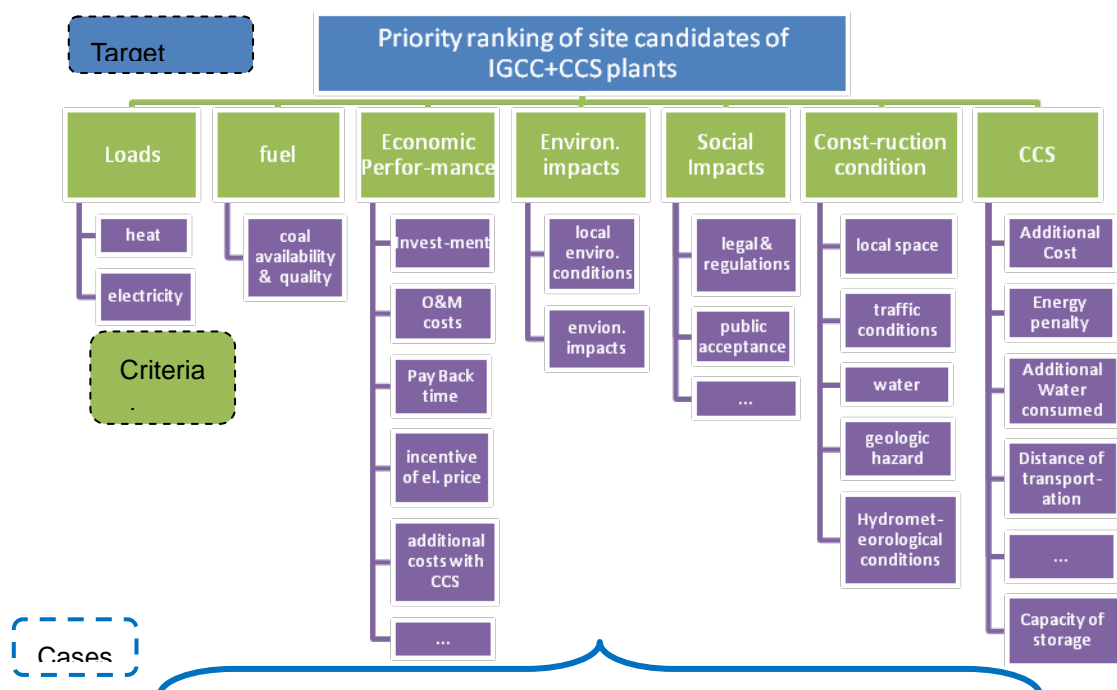 Target
Priority ranking of site candidates of
IGCC+CCS plants
Loads
fuel
Economic
Perfor-mance
Environ.
impacts
Social
Impacts
Const-ruction
condition
CCS
heat
electricity
coal
availability
& quality
Invest-ment
O&M
costs
Pay Back
time
incentive
of el. price
additional
costs with
CCS
...
local
enviro.
conditions
envion.
impacts
legal &
regulations
public
acceptance
...
local space
traffic
conditions
water
geologic
hazard
Hydromet-
eorological
conditions
Additional
Cost
Energy
penalty
Additional
Water
consumed
Distance of
transport-
ation
...
Capacity of
storage
Criteria
Cases